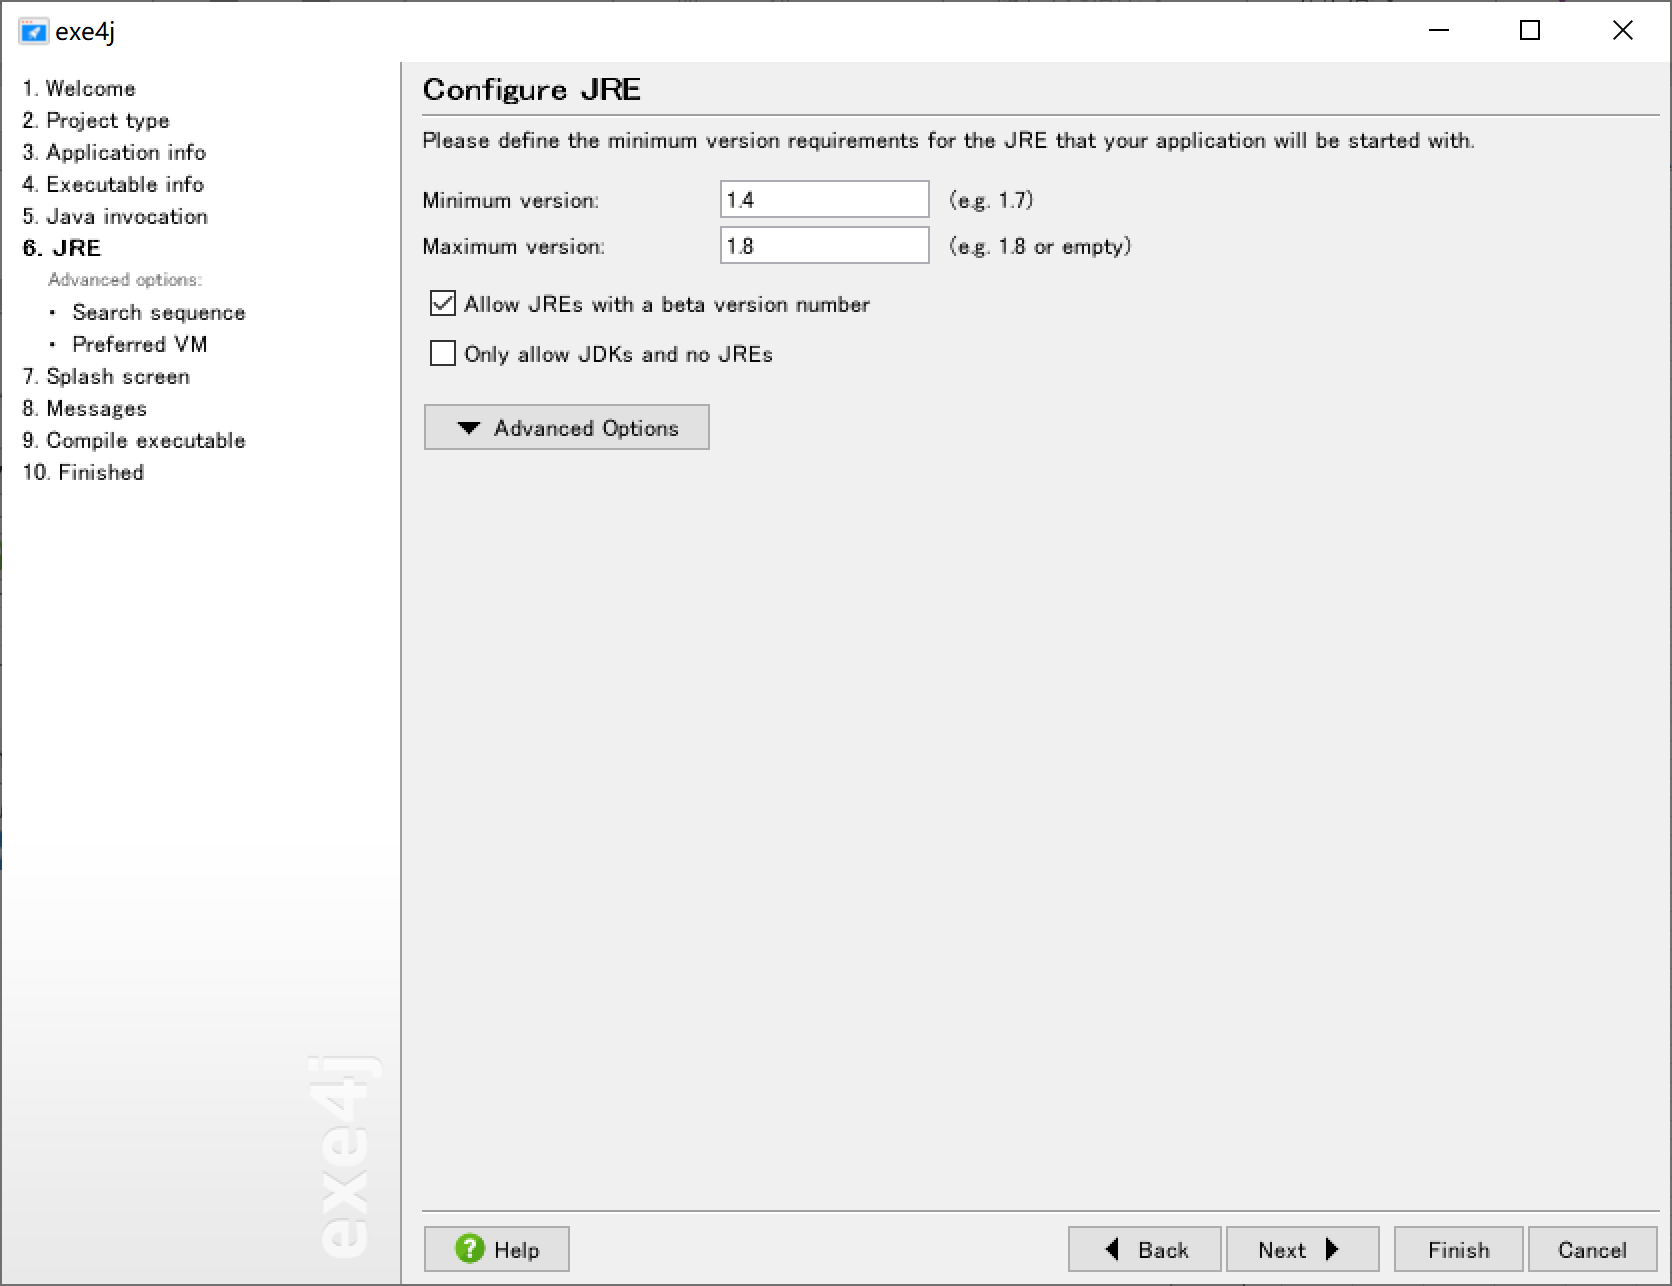 exe4j
1. Welcome
2. Project type
3. Application info
4. Executable info
5. Java invocation
6. JRE
Advanced options:
• Search sequence
• Preferred VM
7. Splash screen
8. Messages
9. Compile executable
10. Finished
exe4j
Configure JRE
Please define the minimum version requirements for the JRE that your application will be started with.
Minimum version: 1.4 (e.g. 1.7)
Maximum version: 1.8 (e.g. 1.8 or empty)
Allow JREs with a beta version number
Only allow JDKs and no JREs
Advanced Options
Help Back Next Finish Cancel